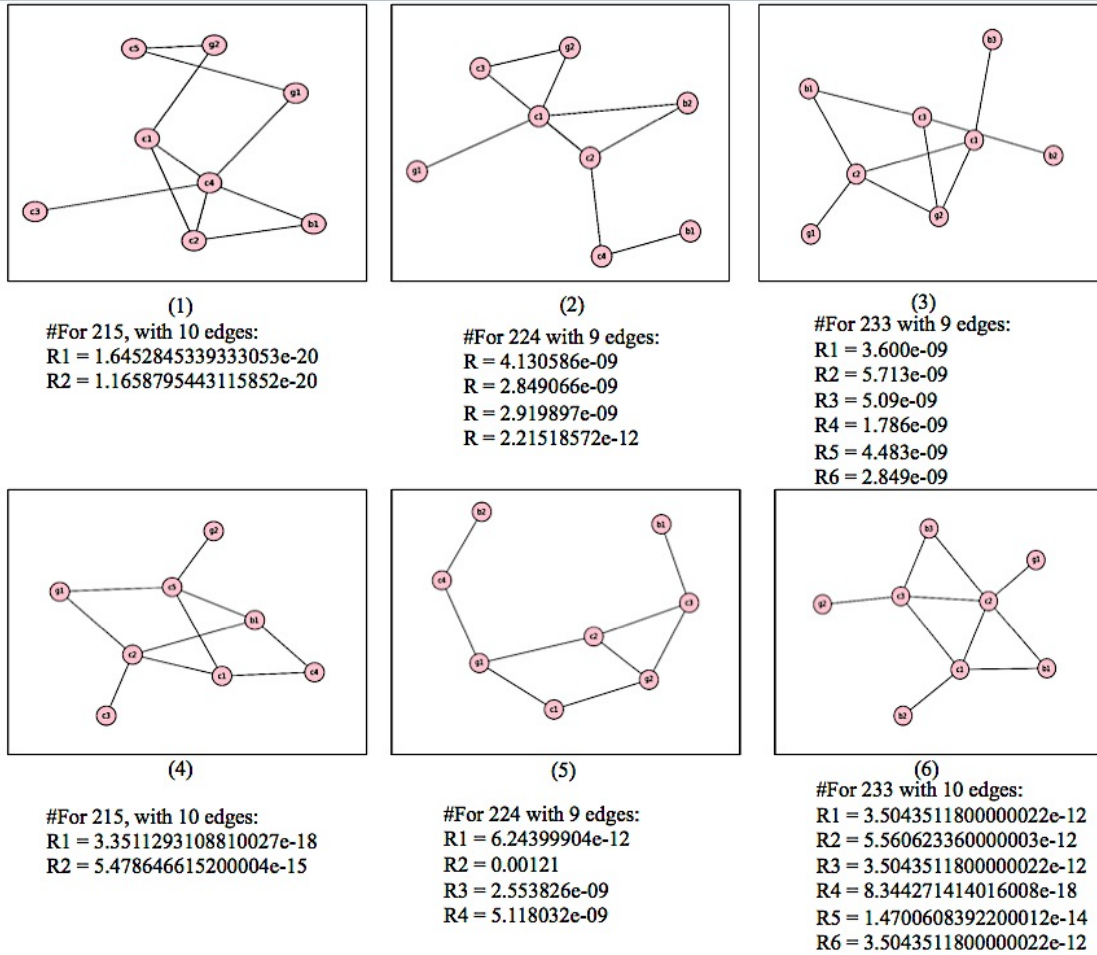 c5
g2
g1
c1
c4
c3
c2
b1
(1)
#For 215, with 10 edges:
R1 = 1.6452845339333053e-20
R2 = 1.1658795443115852e-20
g2
c3
b2
c1
c2
g1
b1
c4
(2)
#For 224 with 9 edges:
R = 4.130586e-09
R = 2.849066e-09
R = 2.919897e-09
R = 2.21518572e-12
b3
b1
c3
c1
b2
c2
g2
g1
(3)
#For 233 with 9 edges:
R1 = 3.600e-09
R2 = 5.713e-09
R3 = 5.09e-09
R4 = 1.786e-09
R5 = 4.483e-09
R6 = 2.849e-09
g2
g1
c5
b1
c2
c1
c4
c3
(4)
#For 215, with 10 edges:
R1 = 3.3511293108810027e-18
R2 = 5.478646615200004e-15
b2
b1
c4
c3
c2
g1
g2
c1
(5)
#For 224 with 9 edges:
R1 = 6.24399904e-12
R2 = 0.00121
R3 = 2.553826e-09
R4 = 5.118032e-09
b3
g1
g2
c3
c2
c1
b1
b2
(6)
#For 233 with 10 edges:
R1 = 3.5043511800000022e-12
R2 = 5.560623360000003e-12
R3 = 3.5043511800000022e-12
R4 = 8.344271414016008e-18
R5 = 1.4700608392200012e-14
R6 = 3.5043511800000022e-12